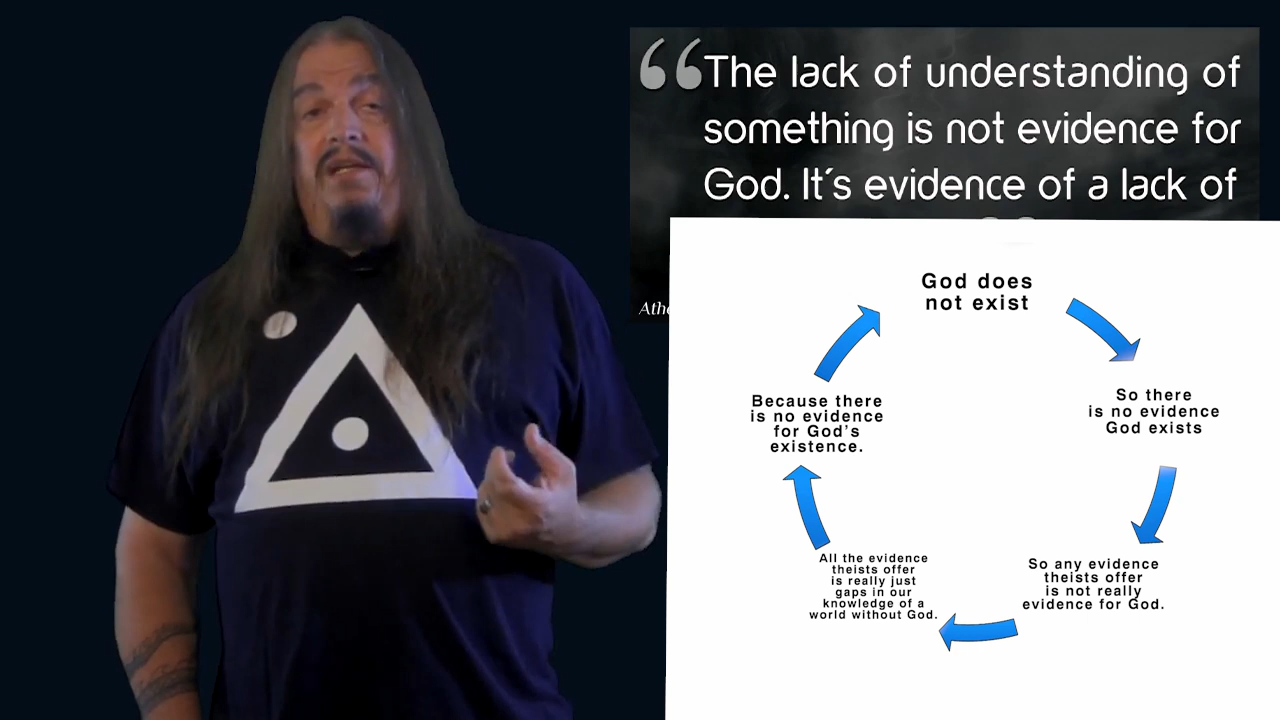 “The lack of understanding of
something is not evidence for
God. It´s evidence of a lack of
God does
not exist
So there
is no evidence
God exists
So any evidence
theists offer
is not really
evidence for God.
All the evidence
theists offer
is really just
gaps in our
knowledge of a
world without God.
Because there
is no evidence
for God's
existence.